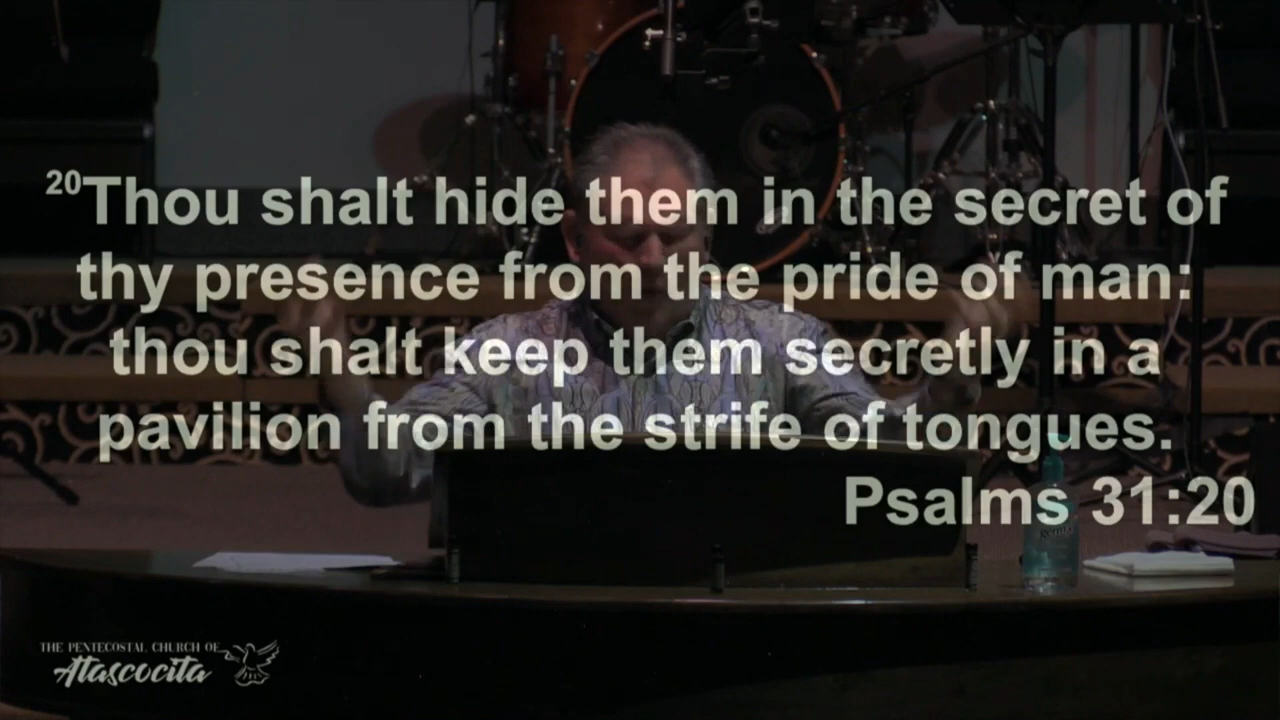 20Thou shalt hide them in the secret of
thy presence from the pride of man:
thou shalt keep them secretly in a
pavilion from the strife of tongues.
Psalms 31:20
THE PENTECOSTAL CHURCH OF
Atascocita